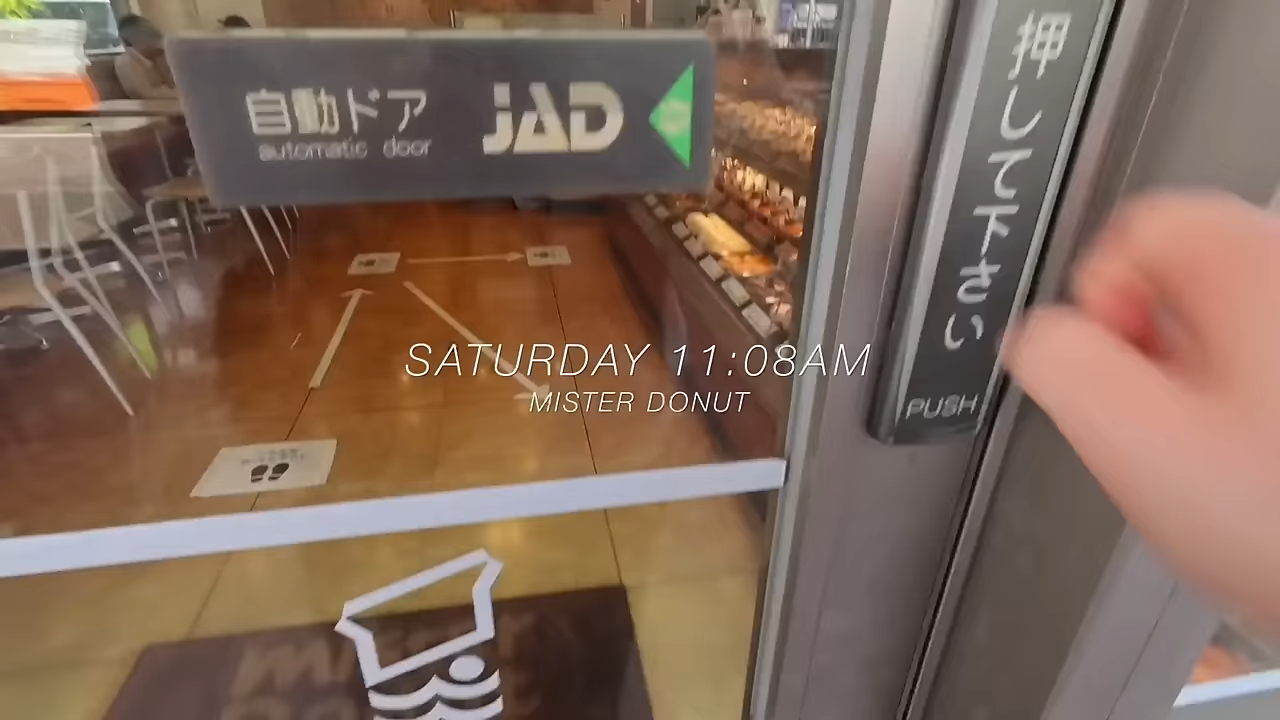 自動ドア
automatic door
JAD
押して下さい
PUSH
SATURDAY 11:08AM
MISTER DONUT